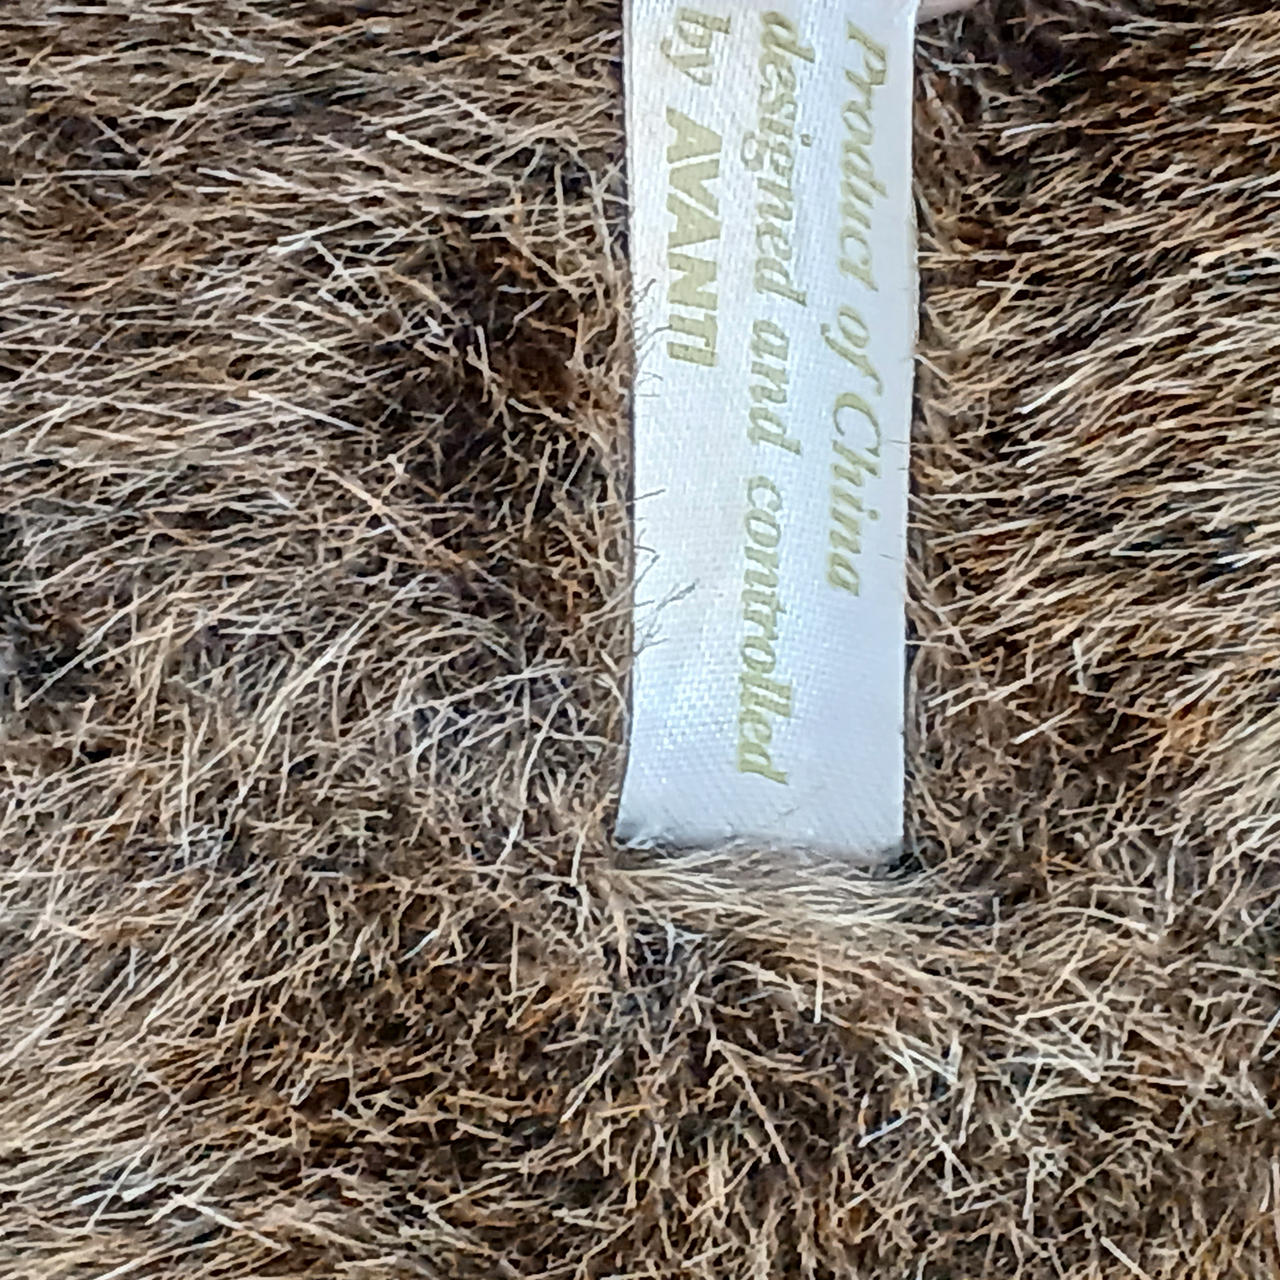 Product of China
designed and controlled
by AVANTI